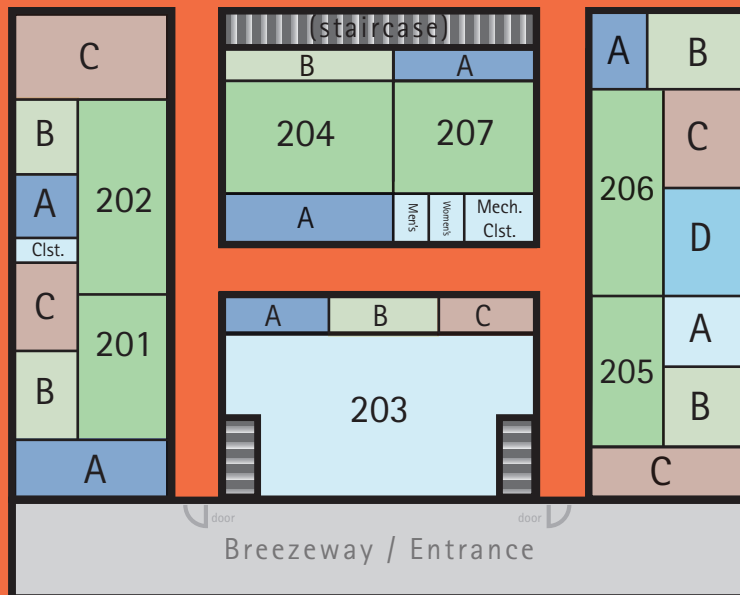 C
B
A
202
Clst.
C
201
B
A
(staircase)
B
A
204
207
A
Men's
Women's
Mech.
Clst.
A
B
C
203
A
B
C
206
D
A
205
B
C
door
door
Breezeway / Entrance